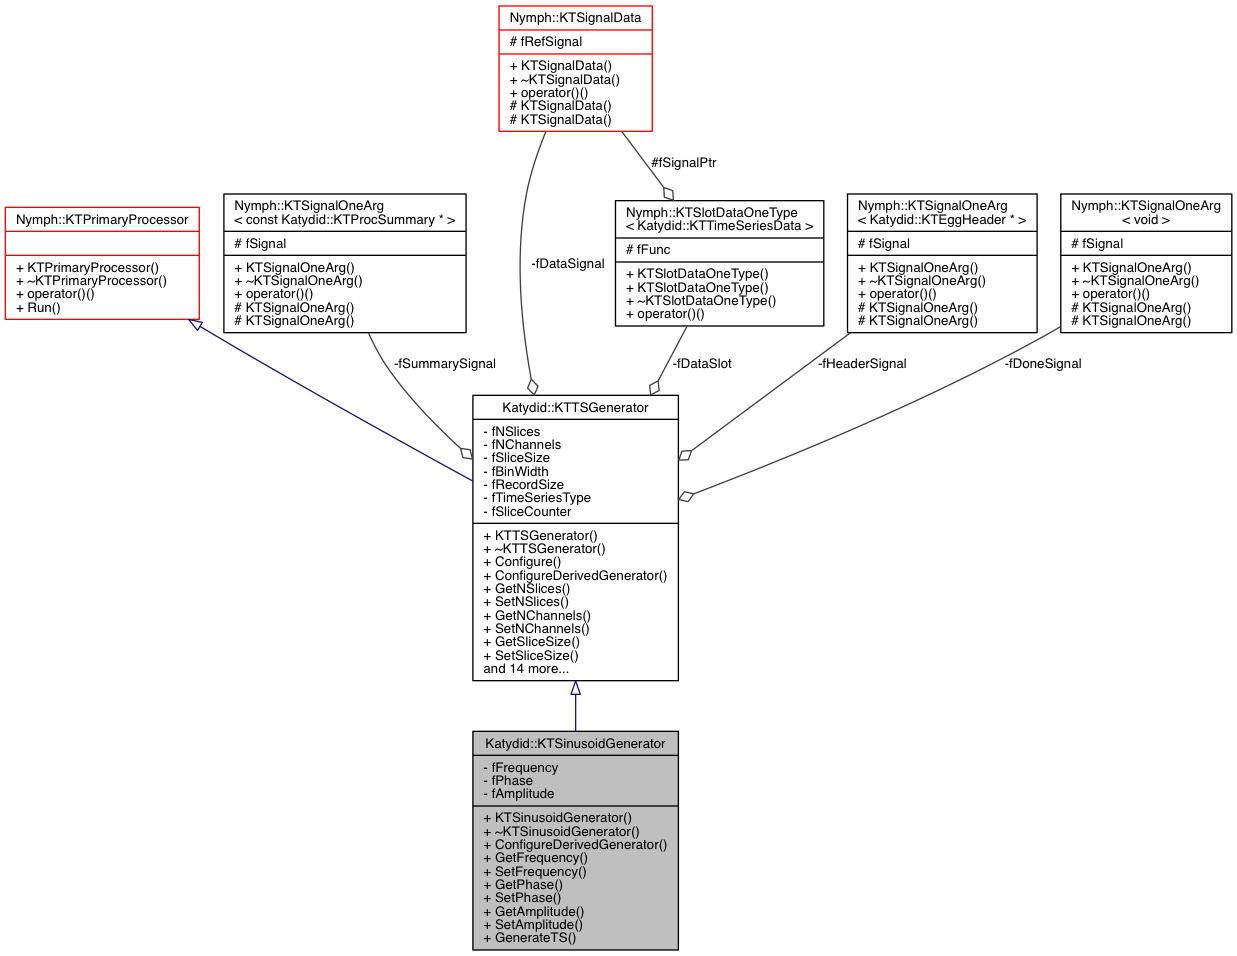 Nymph::KTSignalData
# fRefSignal
+ KTSignalData()
+ ~KTSignalData()
+ operator()()
# KTSignalData()
# KTSignalData()
#fSignalPtr
-fDataSignal
Nymph::KTPrimaryProcessor
+ KTPrimaryProcessor()
+ ~KTPrimaryProcessor()
+ operator()()
+ Run()
Nymph::KTSignalOneArg
< const Katydid::KTProcSummary * >
# fSignal
+ KTSignalOneArg()
+ ~KTSignalOneArg()
+ operator()()
# KTSignalOneArg()
# KTSignalOneArg()
Nymph::KTSlotDataOneType
< Katydid::KTTimeSeriesData >
# fFunc
+ KTSlotDataOneType()
+ KTSlotDataOneType()
+ ~KTSlotDataOneType()
+ operator()()
Nymph::KTSignalOneArg
< Katydid::KTEggHeader * >
# fSignal
+ KTSignalOneArg()
+ ~KTSignalOneArg()
+ operator()()
# KTSignalOneArg()
# KTSignalOneArg()
Nymph::KTSignalOneArg
< void >
# fSignal
+ KTSignalOneArg()
+ ~KTSignalOneArg()
+ operator()()
# KTSignalOneArg()
# KTSignalOneArg()
-fSummarySignal
-fDataSlot
-fHeaderSignal
-fDoneSignal
Katydid::KTTSGenerator
- fNSlices
- fNChannels
- fSliceSize
- fBinWidth
- fRecordSize
- fTimeSeriesType
- fSliceCounter
+ KTTSGenerator()
+ ~KTTSGenerator()
+ Configure()
+ ConfigureDerivedGenerator()
+ GetNSlices()
+ SetNSlices()
+ GetNChannels()
+ SetNChannels()
+ GetSliceSize()
+ SetSliceSize()
and 14 more...
Katydid::KTSinusoidGenerator
- fFrequency
- fPhase
- fAmplitude
+ KTSinusoidGenerator()
+ ~KTSinusoidGenerator()
+ ConfigureDerivedGenerator()
+ GetFrequency()
+ SetFrequency()
+ GetPhase()
+ SetPhase()
+ GetAmplitude()
+ SetAmplitude()
+ GenerateTS()